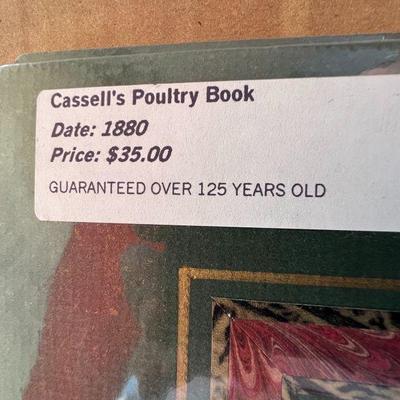 Cassell's Poultry Book
Date: 1880
Price: $35.00
GUARANTEED OVER 125 YEARS OLD